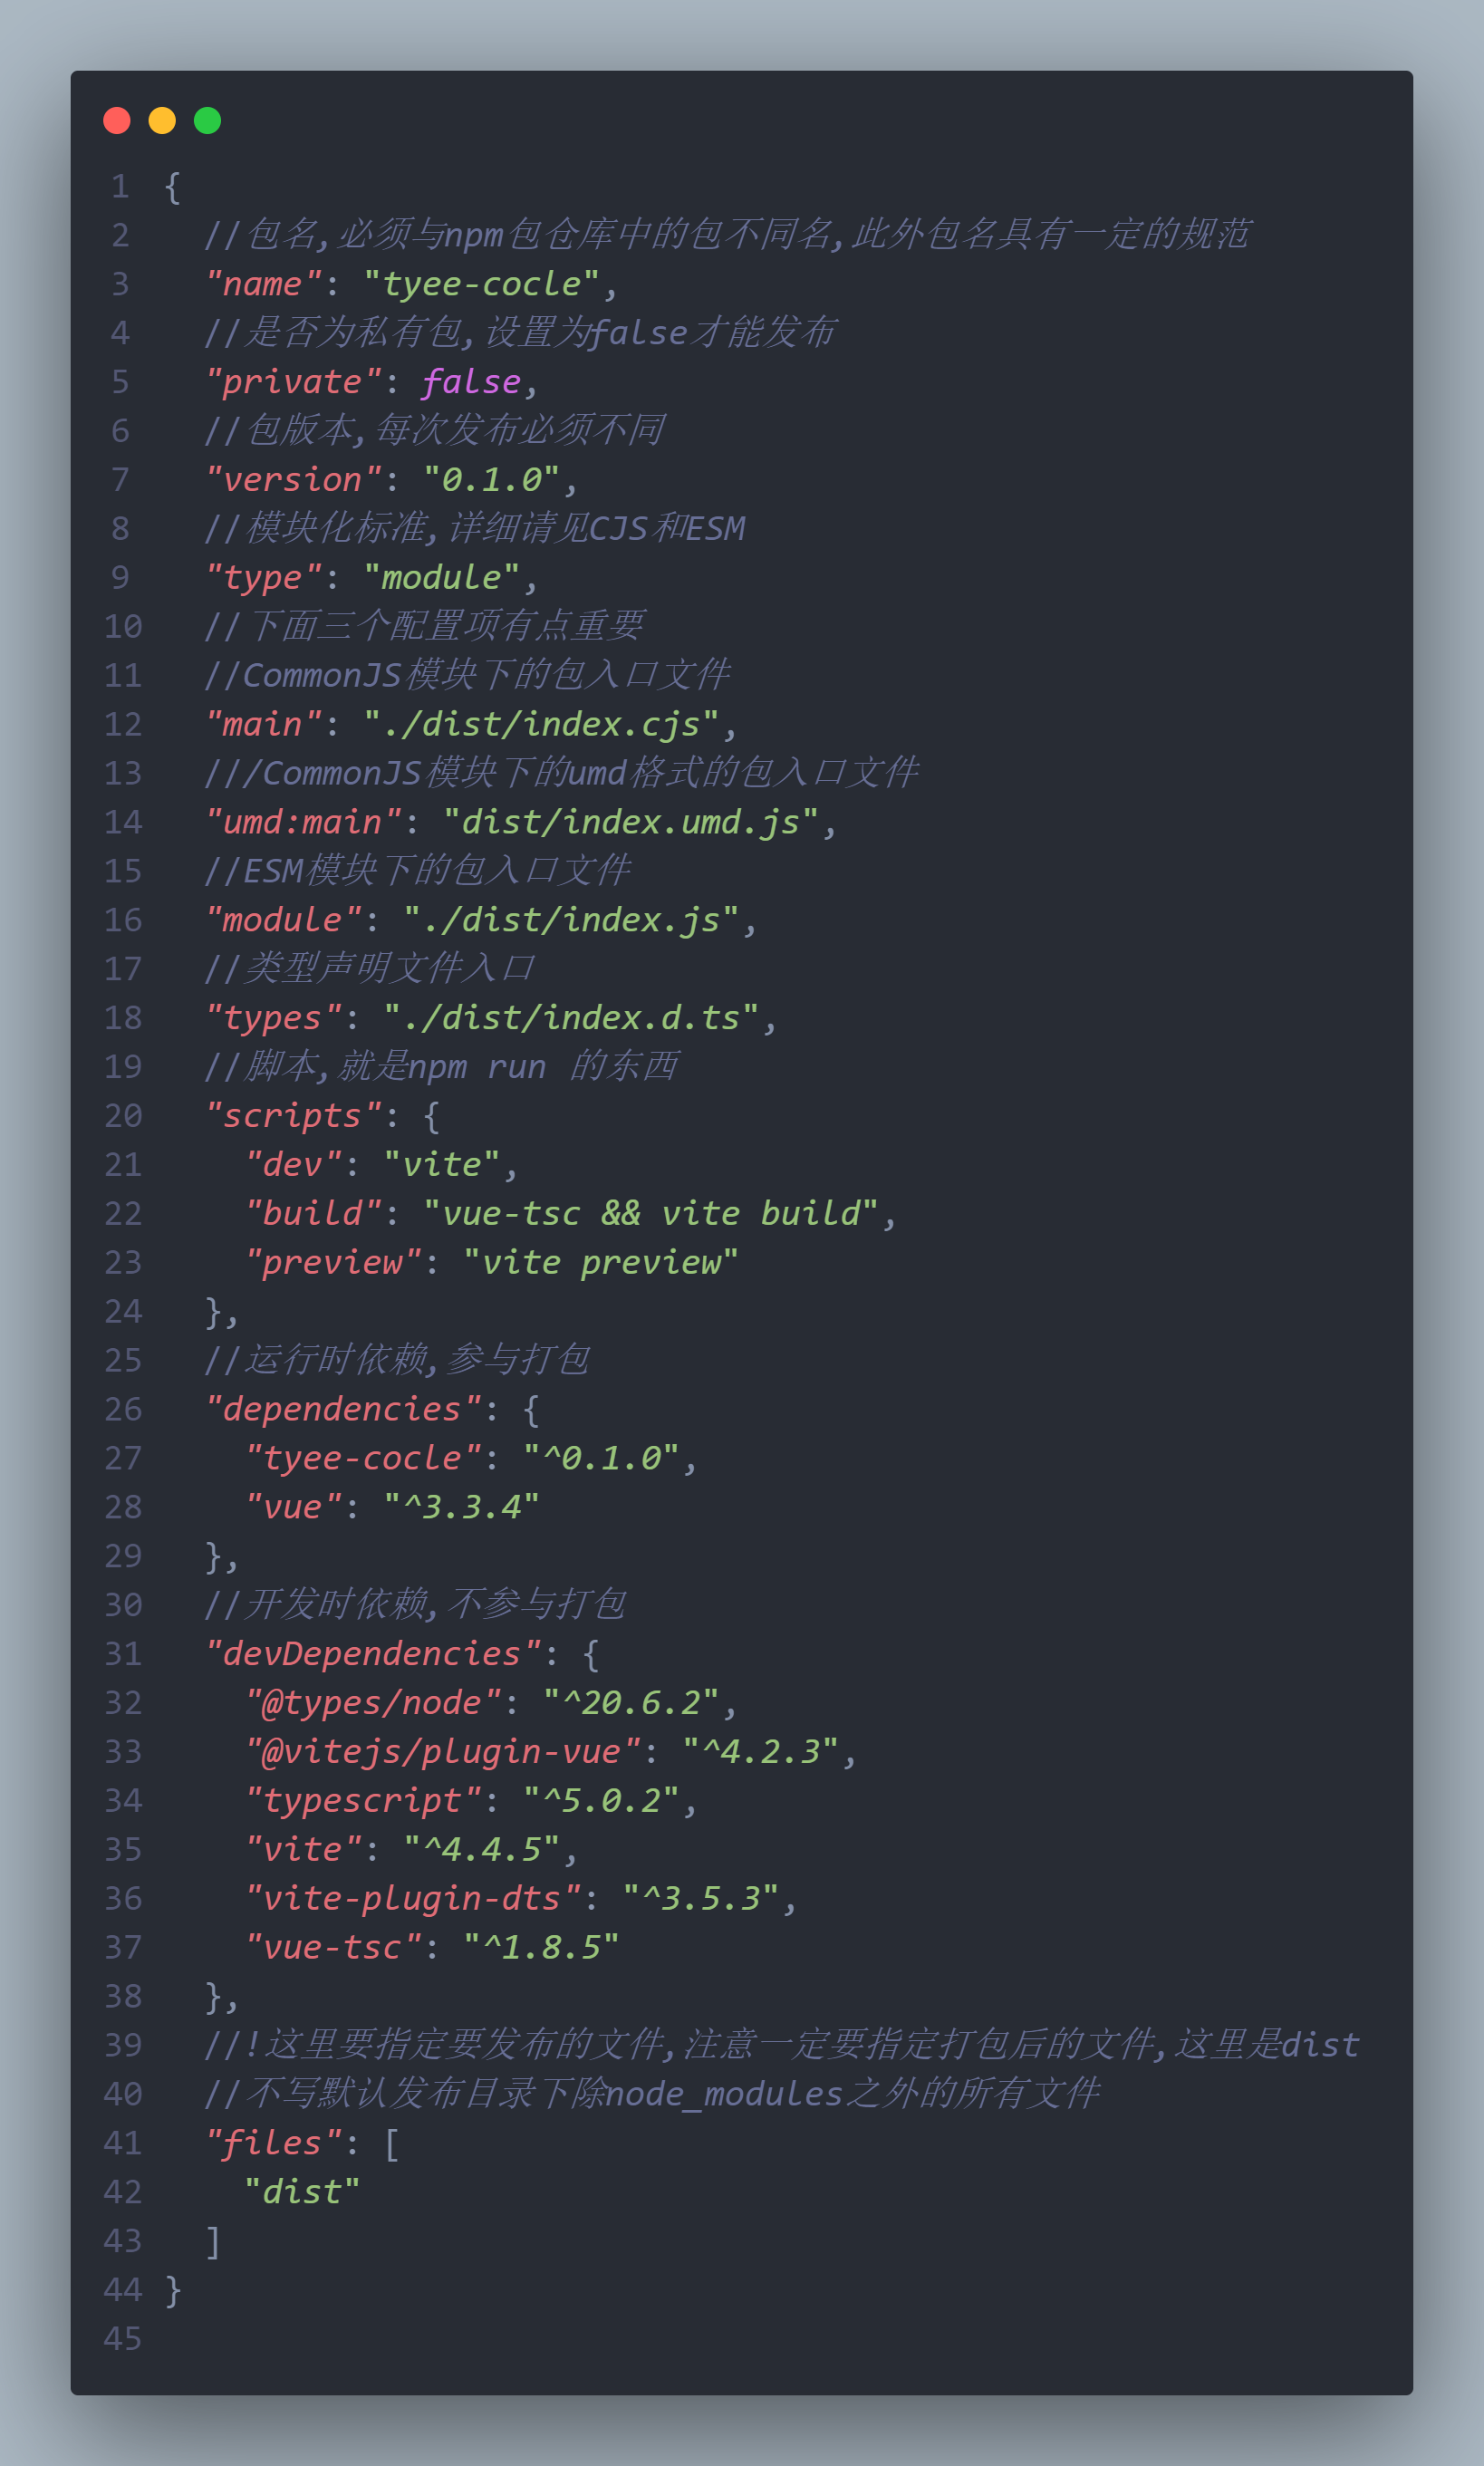 1 {
2   //包名,必须与npm包仓库中的包不同名,此外包名具有一定的规范
3   "name": "tyee-cocle",
4   //是否为私有包,设置为false才能发布
5   "private": false,
6   //包版本,每次发布必须不同
7   "version": "0.1.0",
8   //模块化标准,详细请见CJS和ESM
9   "type": "module",
10   //下面三个配置项有点重要
11   //CommonJS模块下的包入口文件
12   "main": "./dist/index.cjs",
13   ///CommonJS模块下的umd格式的包入口文件
14   "umd:main": "dist/index.umd.js",
15   //ESM模块下的包入口文件
16   "module": "./dist/index.js",
17   //类型声明文件入口
18   "types": "./dist/index.d.ts",
19   //脚本,就是npm run 的东西
20   "scripts": {
21     "dev": "vite",
22     "build": "vue-tsc && vite build",
23     "preview": "vite preview"
24   },
25   //运行时依赖,参与打包
26   "dependencies": {
27     "tyee-cocle": "^0.1.0",
28     "vue": "^3.3.4"
29   },
30   //开发时依赖,不参与打包
31   "devDependencies": {
32     "@types/node": "^20.6.2",
33     "@vitejs/plugin-vue": "^4.2.3",
34     "typescript": "^5.0.2",
35     "vite": "^4.4.5",
36     "vite-plugin-dts": "^3.5.3",
37     "vue-tsc": "^1.8.5"
38   },
39   //!这里要指定要发布的文件,注意一定要指定打包后的文件,这里是dist
40   //不写默认发布目录下除node_modules之外的所有文件
41   "files": [
42     "dist"
43   ]
44 }
45